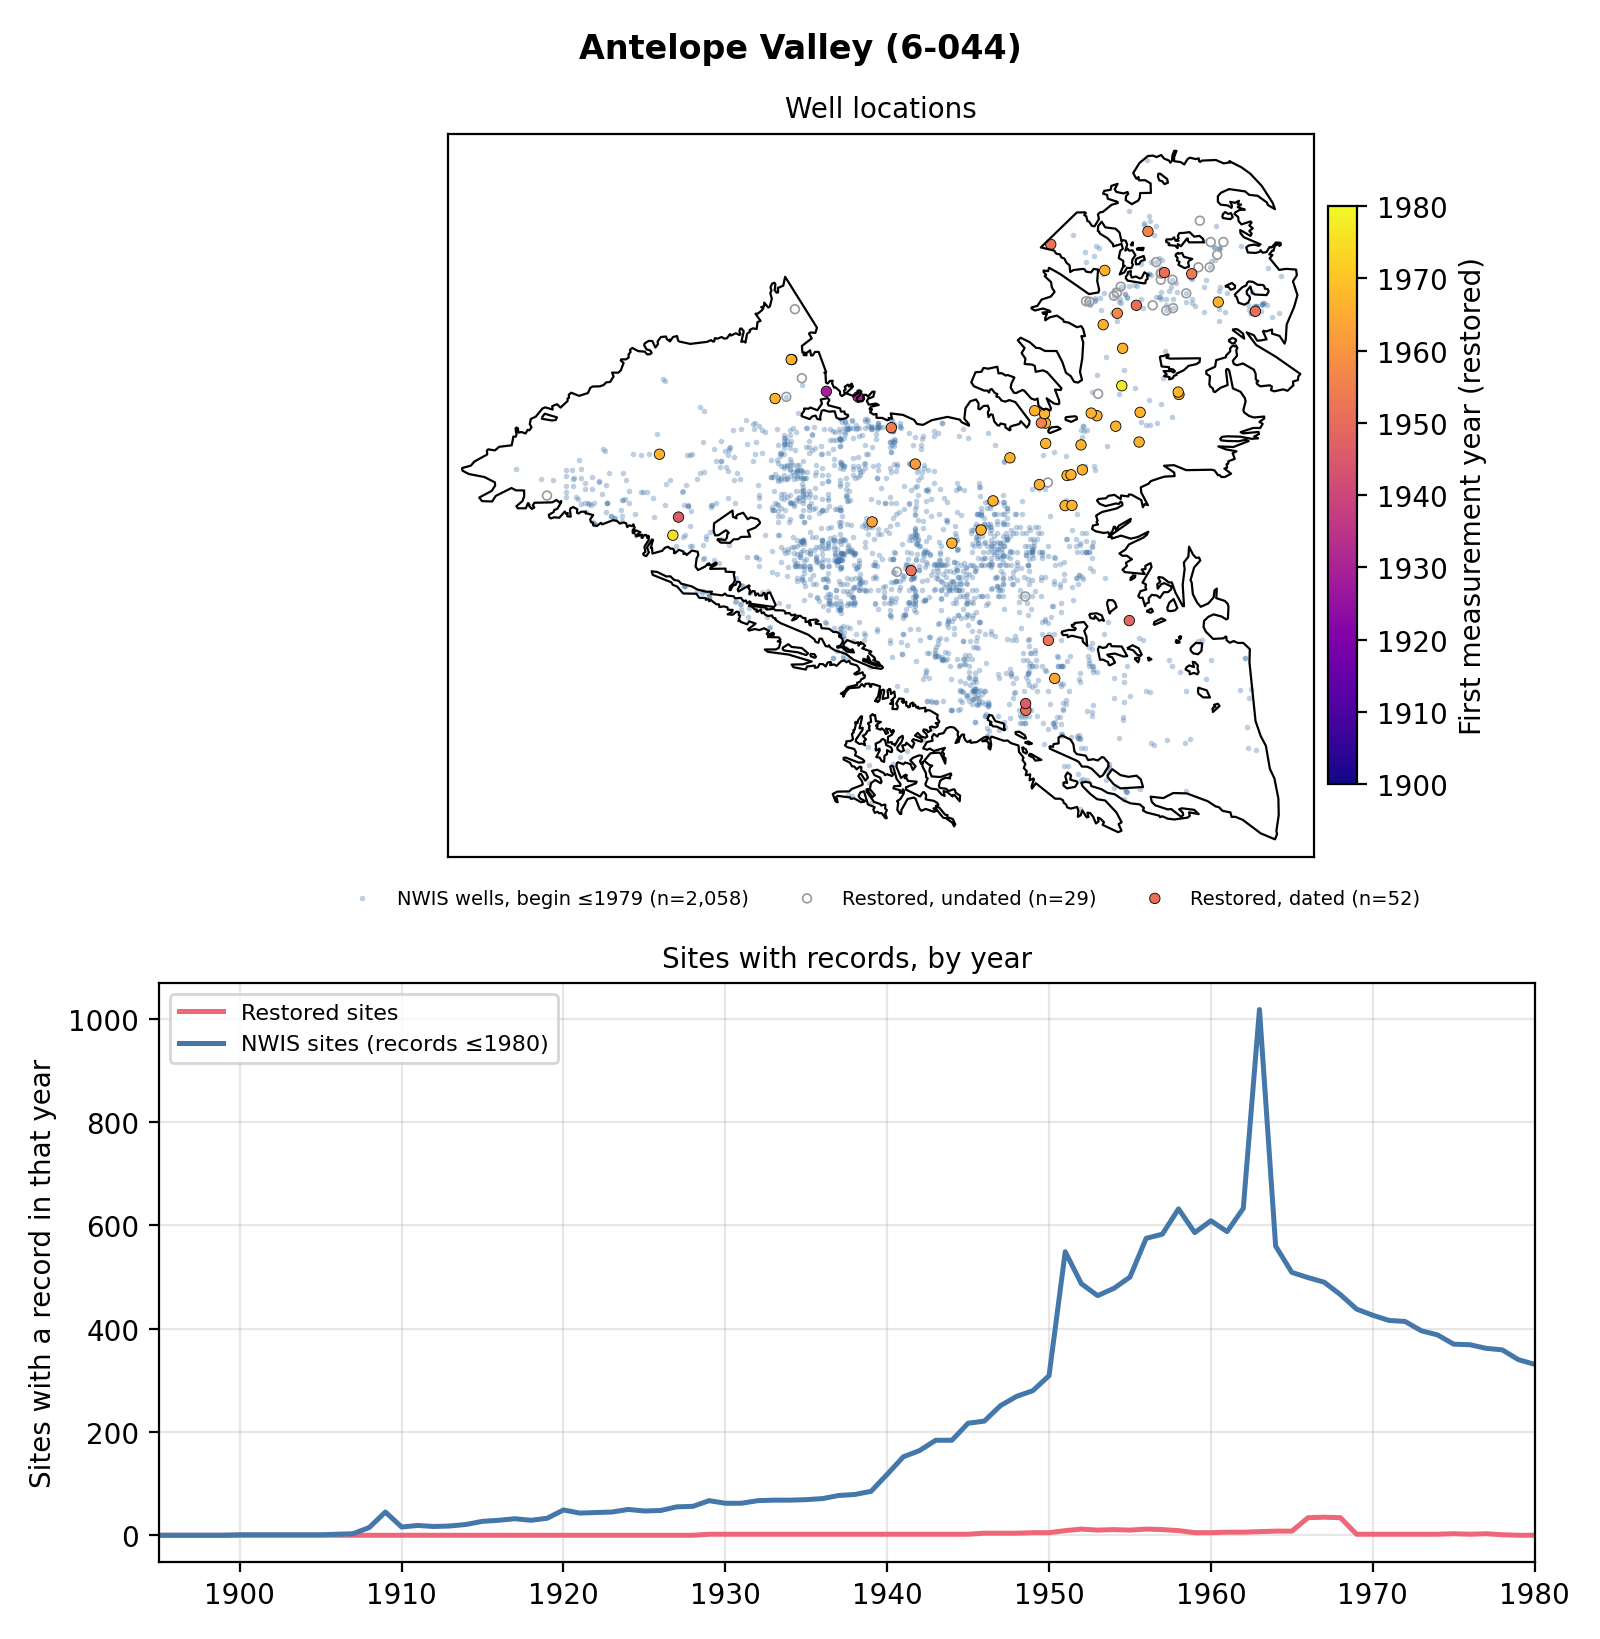 Antelope Valley (6-044)
Well locations
1980
1970
1960
1950
1940
1930
1920
1910
1900
First measurement year (restored)
NWIS wells, begin ≤1979 (n=2,058)
Restored, undated (n=29)
Restored, dated (n=52)
Sites with records, by year
Restored sites
NWIS sites (records ≤1980)
Sites with a record in that year
1000
800
600
400
200
0
1900
1910
1920
1930
1940
1950
1960
1970
1980